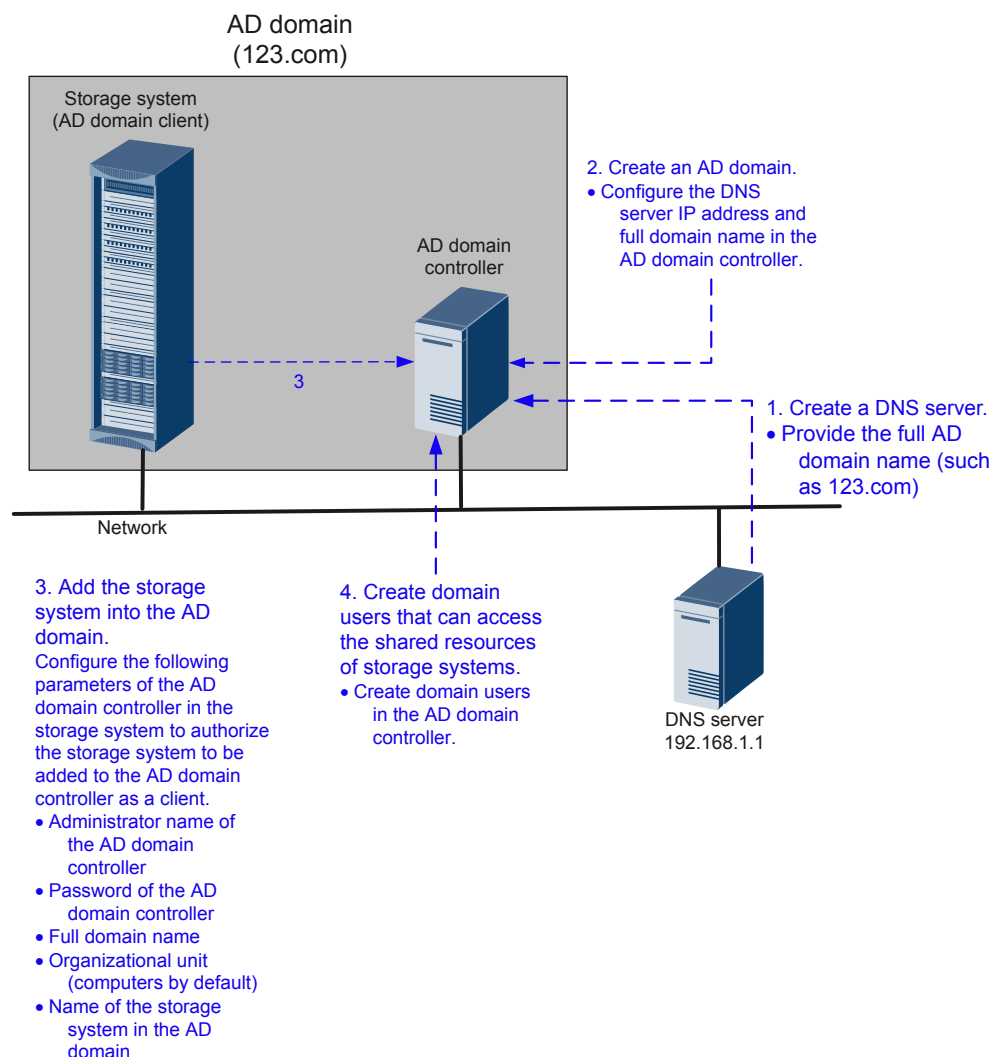 AD domain
(123.com)
Storage system
(AD domain client)
AD domain
controller
3
2. Create an AD domain.
• Configure the DNS
server IP address and
full domain name in the
AD domain controller.
1. Create a DNS server.
• Provide the full AD
domain name (such
as 123.com)
Network
3. Add the storage
system into the AD
domain.
Configure the following
parameters of the AD
domain controller in the
storage system to authorize
the storage system to be
added to the AD domain
controller as a client.
• Administrator name of
the AD domain
controller
• Password of the AD
domain controller
• Full domain name
• Organizational unit
(computers by default)
• Name of the storage
system in the AD
domain
4. Create domain
users that can access
the shared resources
of storage systems.
• Create domain users
in the AD domain
controller.
DNS server
192.168.1.1